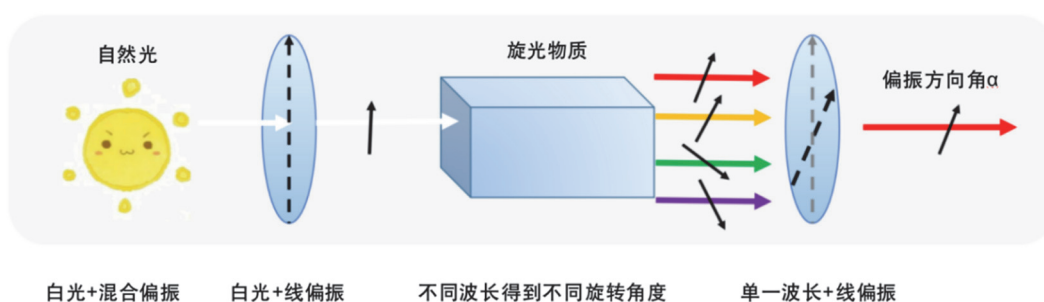 自然光
旋光物质
偏振方向角α
白光+混合偏振
白光+线偏振
不同波长得到不同旋转角度
单一波长+线偏振